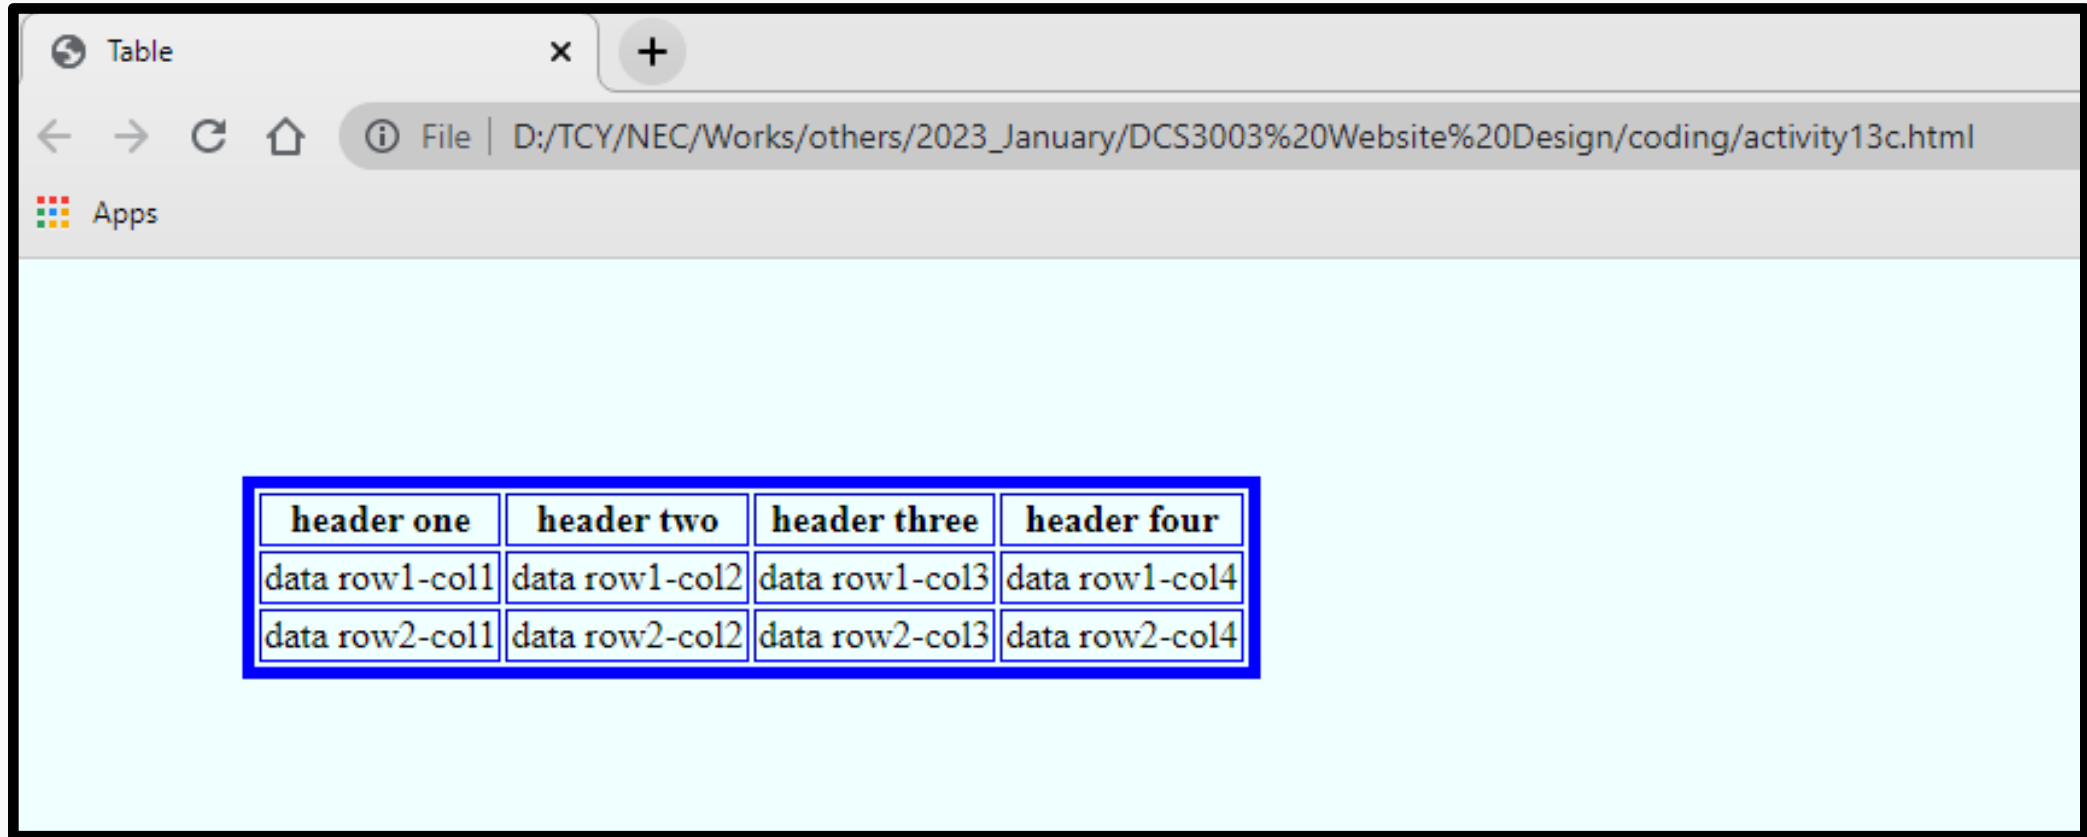 Table
File | D:/TCY/NEC/Works/others/2023_January/DCS3003%20Website%20Design/coding/activity13c.html
Apps
header one header two header three header four
data row1-col1 data row1-col2 data row1-col3 data row1-col4
data row2-col1 data row2-col2 data row2-col3 data row2-col4